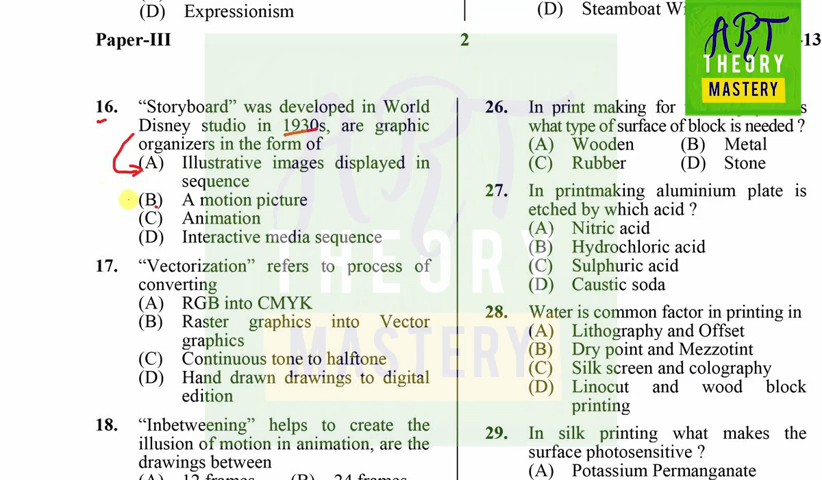 (D) Expressionism
Paper-III
16. “Storyboard” was developed in World
Disney studio in 1930s, are graphic
organizers in the form of
(A) Illustrative images displayed in
sequence
(B) A motion picture
(C) Animation
(D) Interactive media sequence
17. “Vectorization” refers to process of
converting
(A) RGB into CMYK
(B) Raster graphics into Vector
graphics
(C) Continuous tone to halftone
(D) Hand drawn drawings to digital
edition
18. “Inbetweening” helps to create the
illusion of motion in animation, are the
drawings between
(A) 12 frames (B) 24 frames
2
(D) Steamboat
13
26. In print making for
what type of surface of block is needed ?
(A) Wooden (B) Metal
(C) Rubber (D) Stone
27. In printmaking aluminium plate is
etched by which acid ?
(A) Nitric acid
(B) Hydrochloric acid
(C) Sulphuric acid
(D) Caustic soda
28. Water is common factor in printing in
(A) Lithography and Offset
(B) Dry point and Mezzotint
(C) Silk screen and colography
(D) Linocut and wood block
printing
29. In silk printing what makes the
surface photosensitive ?
(A) Potassium Permanganate
ART
THEORY
MASTERY
ART
THEORY
MASTERY